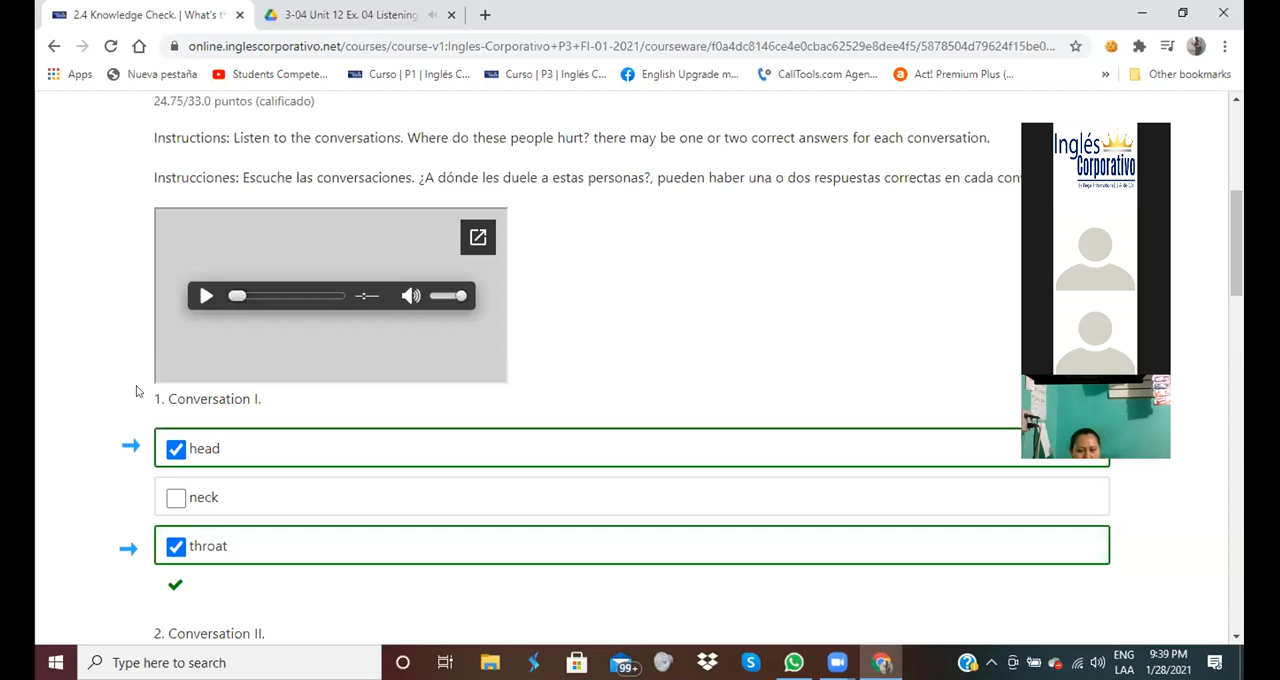 2.4 Knowledge Check. | What's t
3-04 Unit 12 Ex. 04 Listening
online.inglescorporativo.net/courses/course-v1:Ingles-Corporativo+P3+FI-01-2021/courseware/f0a4dc8146ce4e0cbac62529e8dee4f5/5878504d79624f15be0...
Apps
Nueva pestaña
Students Compete...
Curso | P1 | Inglés C...
Curso | P3 | Inglés C...
English Upgrade m...
CallTools.com Agen...
Act! Premium Plus (...
»
Other bookmarks
24.75/33.0 puntos (calificado)
Instructions: Listen to the conversations. Where do these people hurt? there may be one or two correct answers for each conversation.
Instrucciones: Escuche las conversaciones. ¿A dónde les duele a estas personas?, pueden haber una o dos respuestas correctas en cada con
Inglés
Corporativo
1. Conversation I.
head
neck
throat
2. Conversation II.
Type here to search
99+
ENG
LAA
9:39 PM
1/28/2021